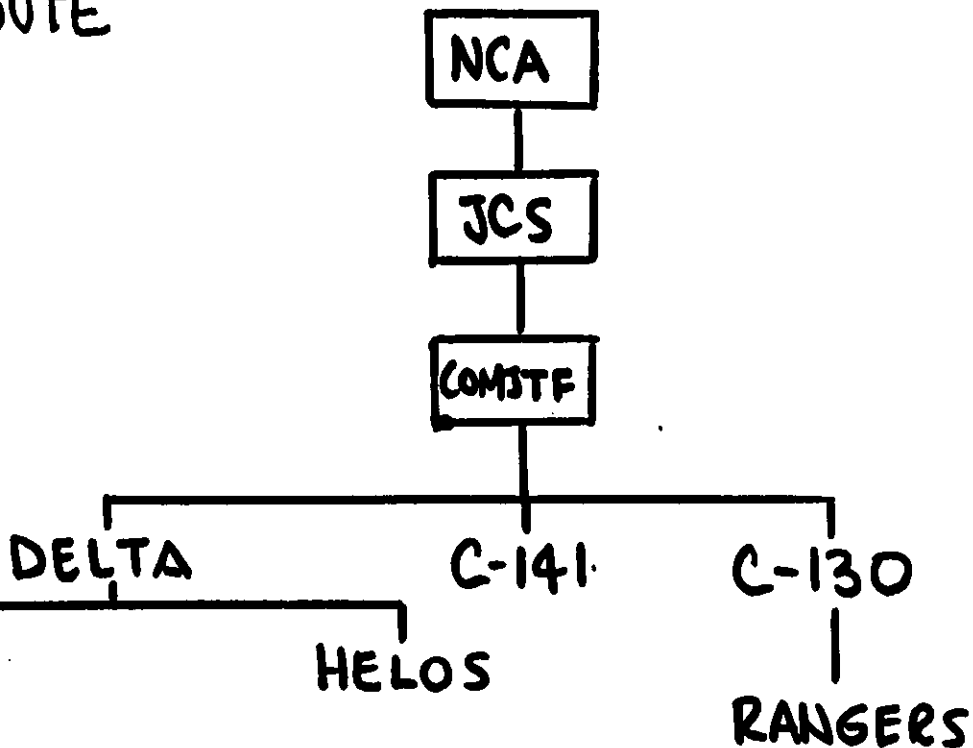 NCA
JCS
COMJTF
DELTA C-141 C-130
HELOS
RANGERS